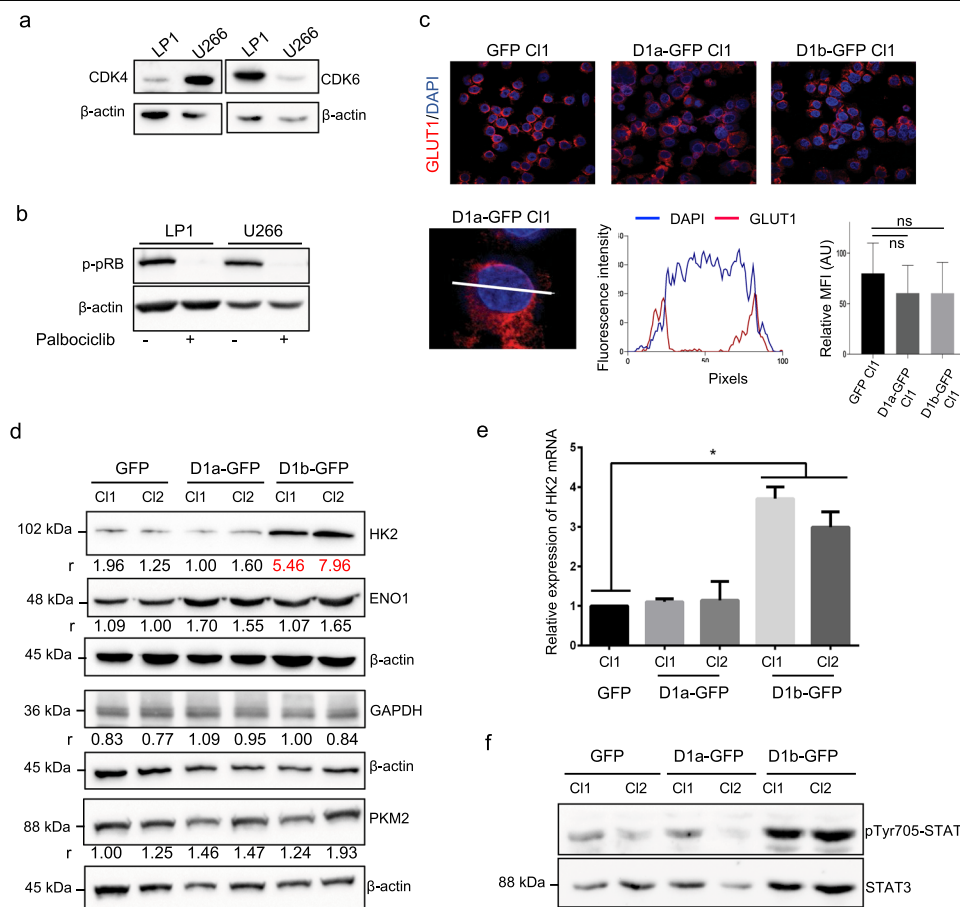 a
LP1 U266 LP1 U266
CDK4 CDK6
β-actin β-actin
b
LP1 U266
p-pRB
β-actin
Palbociclib - + - +
c
GFP Cl1 D1a-GFP Cl1 D1b-GFP Cl1
GLUT1/DAPI
D1a-GFP Cl1
DAPI GLUT1
Fluorescence intensity
0 50 100
Pixels
Relative MFI (AU)
100
50
0
ns
ns
GFP Cl1
D1a-GFP Cl1
D1b-GFP Cl1
d
GFP D1a-GFP D1b-GFP
Cl1 Cl2 Cl1 Cl2 Cl1 Cl2
102 kDa HK2
r 1.96 1.25 1.00 1.60 5.46 7.96
48 kDa ENO1
r 1.09 1.00 1.70 1.55 1.07 1.65
45 kDa β-actin
36 kDa GAPDH
r 0.83 0.77 1.09 0.95 1.00 0.84
45 kDa β-actin
88 kDa PKM2
r 1.00 1.25 1.46 1.47 1.24 1.93
45 kDa β-actin
e
Relative expression of HK2 mRNA
5
4
3
2
1
0
*
Cl1 Cl1 Cl2 Cl1 Cl2
GFP D1a-GFP D1b-GFP
f
GFP D1a-GFP D1b-GFP
Cl1 Cl2 Cl1 Cl2 Cl1 Cl2
pTyr705-STAT
88 kDa STAT3